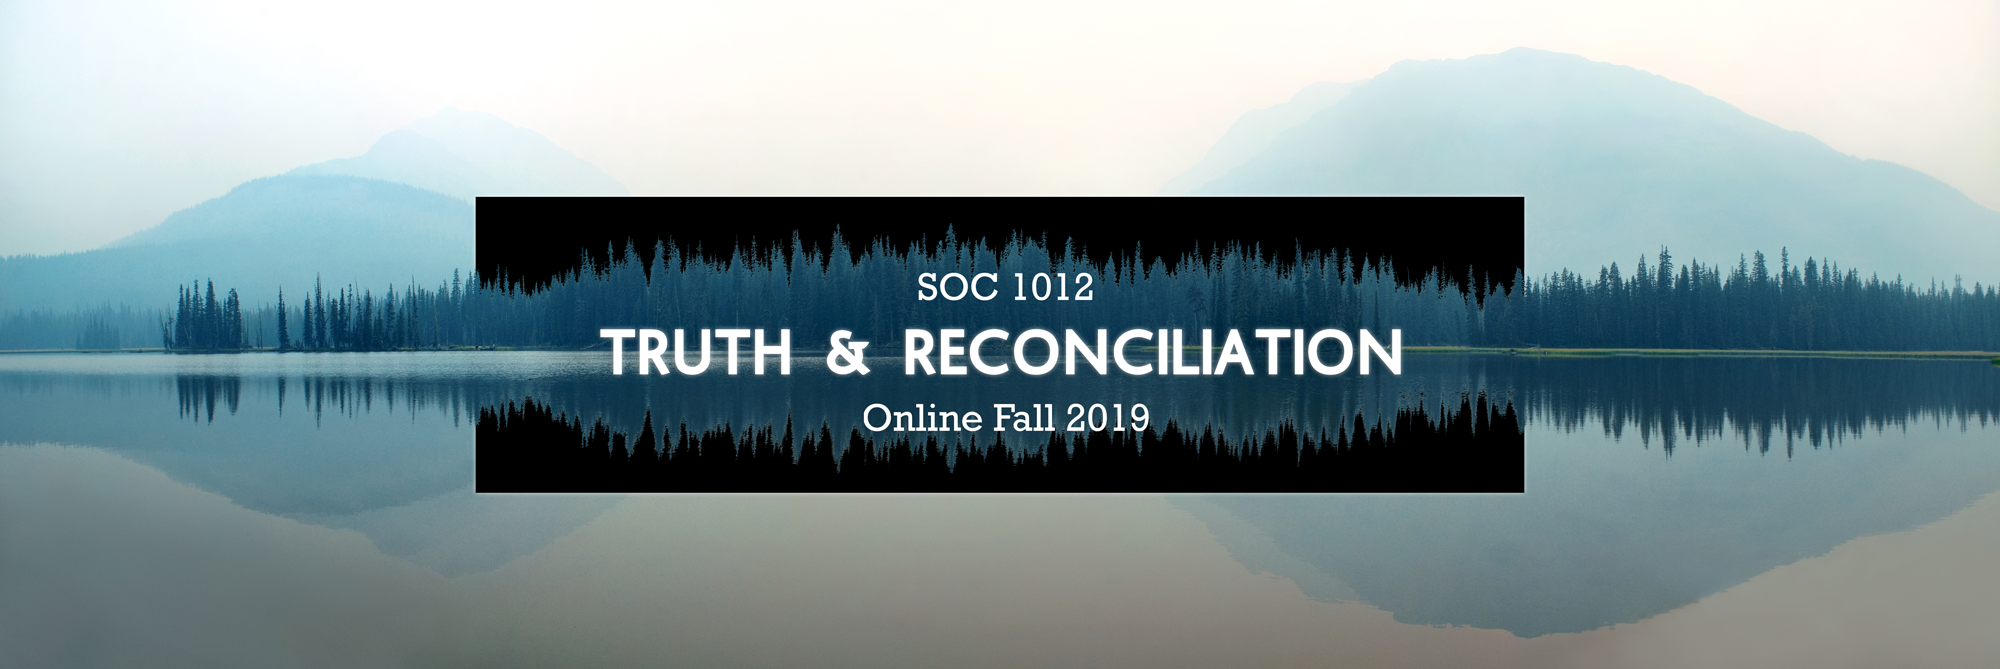 SOC 1012
TRUTH & RECONCILIATION
Online Fall 2019